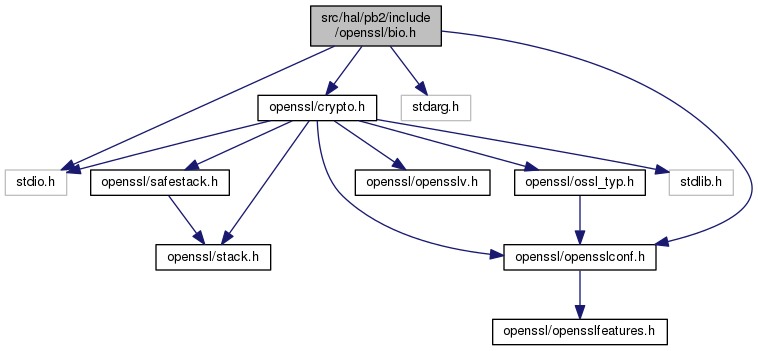 src/hal/pb2/include
/openssl/bio.h
openssl/crypto.h
stdarg.h
stdio.h
openssl/safestack.h
openssl/opensslv.h
openssl/ossl_typ.h
stdlib.h
openssl/stack.h
openssl/opensslconf.h
openssl/opensslfeatures.h